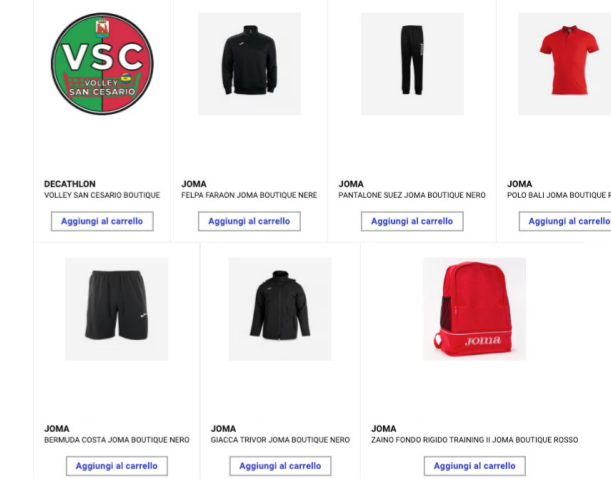 VSC
VOLLEY
SAN CESARIO
DECATHLON
VOLLEY SAN CESARIO BOUTIQUE
Aggiungi al carrello
JOMA
FELPA FARAON JOMA BOUTIQUE NERE
Aggiungi al carrello
JOMA
PANTALONE SUEZ JOMA BOUTIQUE NERO
Aggiungi al carrello
JOMA
POLO BALI JOMA BOUTIQUE R
Aggiungi al carrello
Joma
JOMA
BERMUDA COSTA JOMA BOUTIQUE NERO
Aggiungi al carrello
JOMA
GIACCA TRIVOR JOMA BOUTIQUE NERO
Aggiungi al carrello
JOMA
ZAINO FONDO RIGIDO TRAINING II JOMA BOUTIQUE ROSSO
Aggiungi al carrello